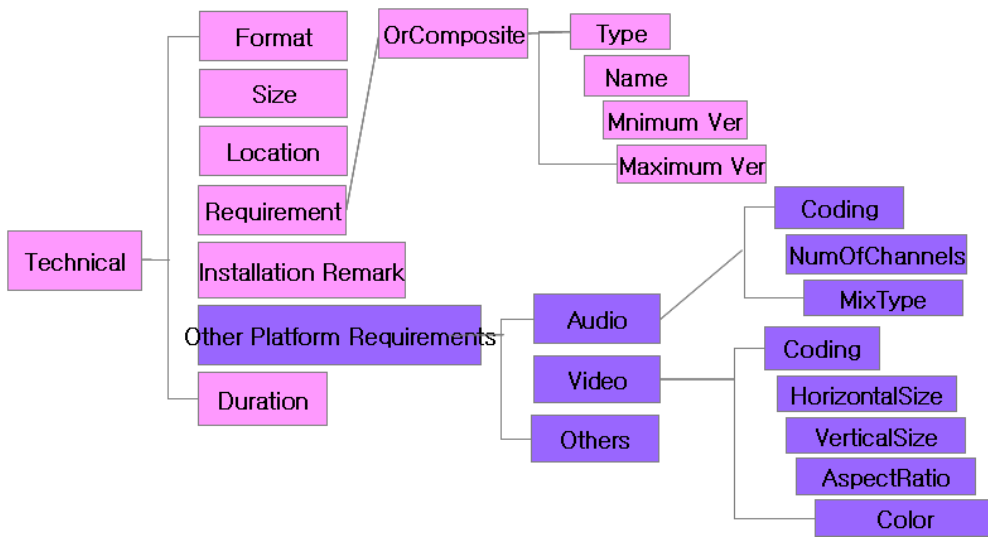 Technical
Format
Size
Location
Requirement
Installation Remark
Other Platform Requirements
Duration
OrComposite
Type
Name
Mnimum Ver
Maximum Ver
Audio
Video
Others
Coding
NumOfChannels
MixType
Coding
HorizontalSize
VerticalSize
AspectRatio
Color